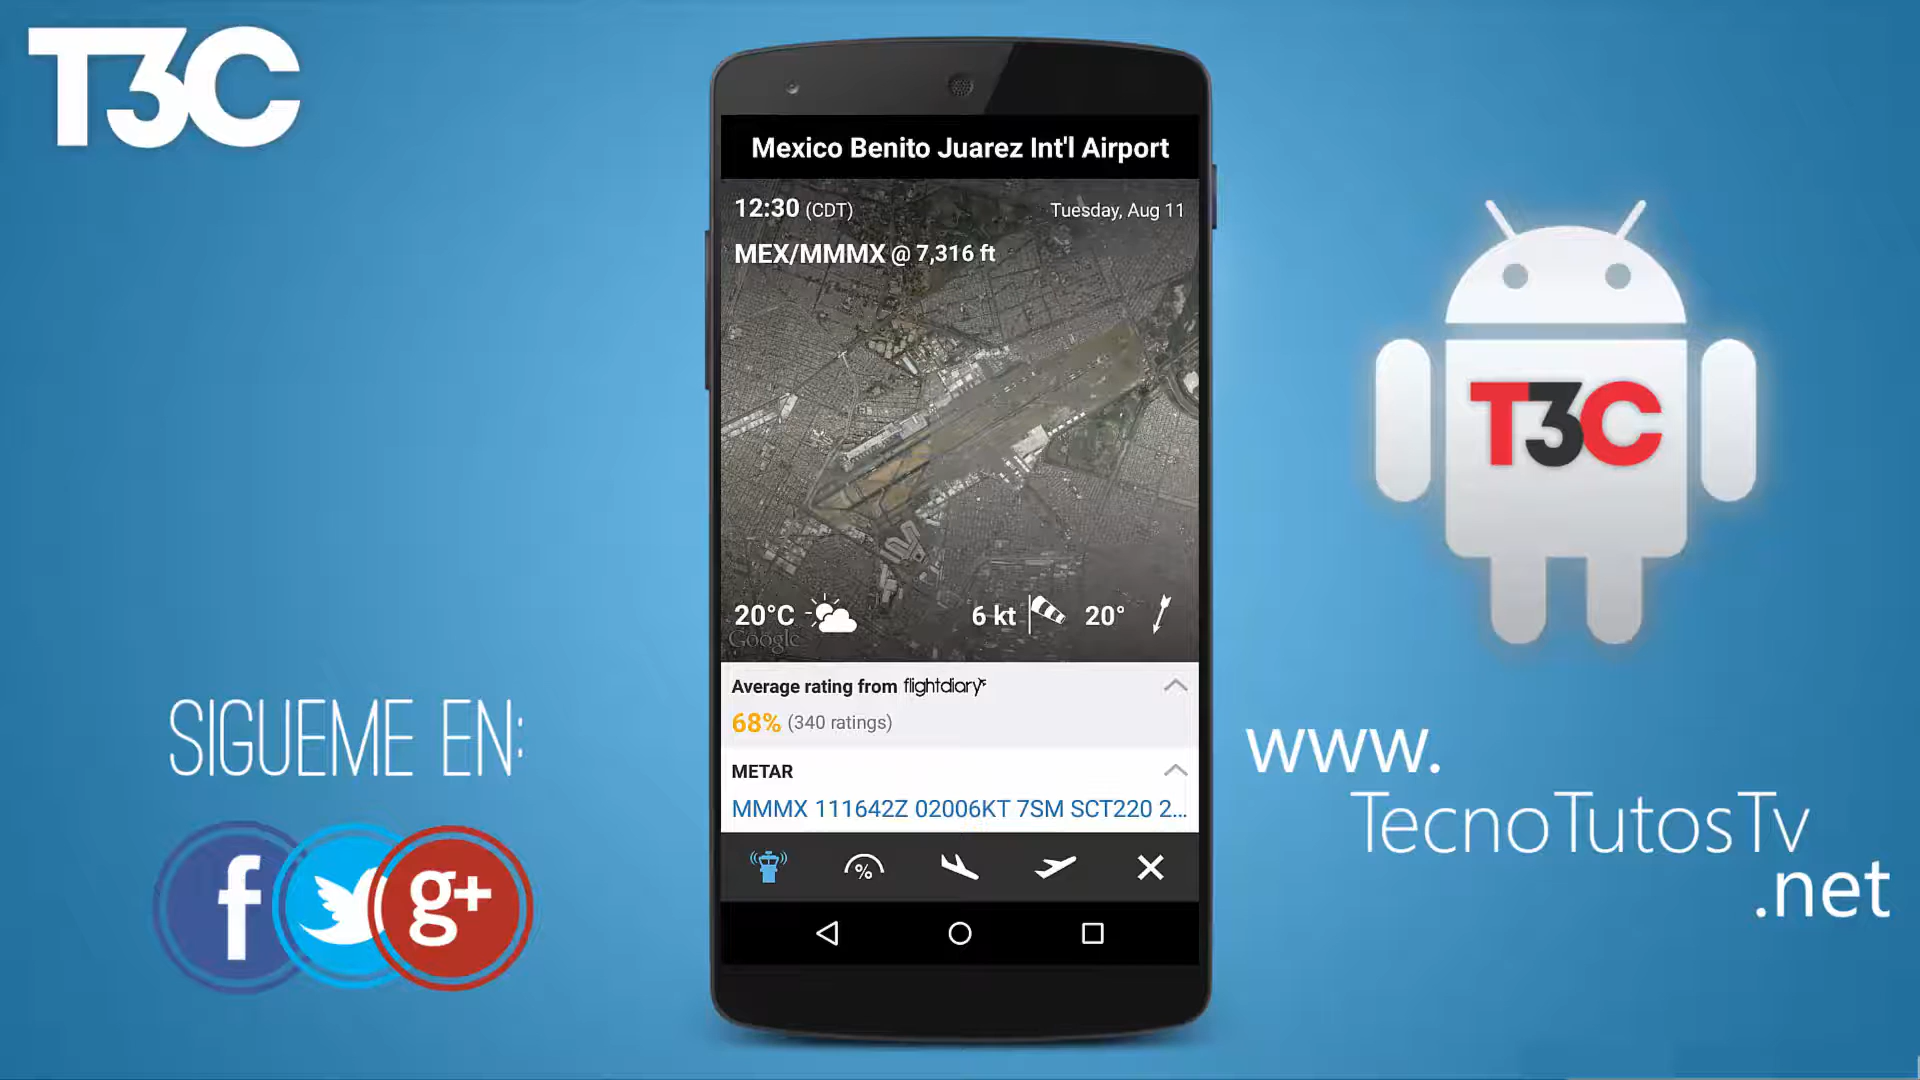 T3C
Mexico Benito Juarez Int'l Airport
12:30 (CDT)
Tuesday, Aug 11
MEX/MMMX @ 7,316 ft
20°C
6 kt
20°
Google
Average rating from flightdiary
68% (340 ratings)
METAR
MMMX 111642Z 02006KT 7SM SCT220 2...
%
T3C
SIGUEME EN:
f
g+
www.
TecnoTutosTv
.net